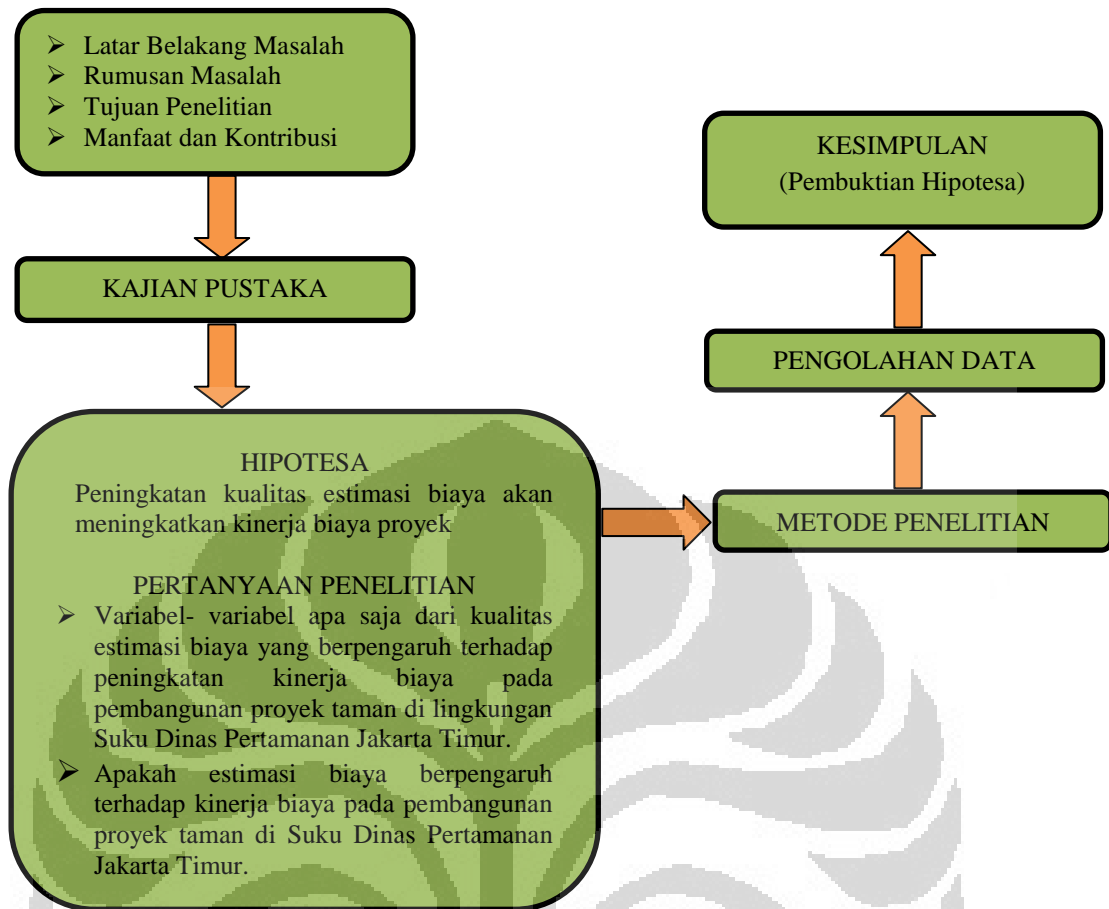 ➢ Latar Belakang Masalah
➢ Rumusan Masalah
➢ Tujuan Penelitian
➢ Manfaat dan Kontribusi
KAJIAN PUSTAKA
HIPOTESA
Peningkatan kualitas estimasi biaya akan
meningkatkan kinerja biaya proyek
PERTANYAAN PENELITIAN
➢ Variabel- variabel apa saja dari kualitas
estimasi biaya yang berpengaruh terhadap
peningkatan kinerja biaya pada
pembangunan proyek taman di lingkungan
Suku Dinas Pertamanan Jakarta Timur.
➢ Apakah estimasi biaya berpengaruh
terhadap kinerja biaya pada pembangunan
proyek taman di Suku Dinas Pertamanan
Jakarta Timur.
METODE PENELITIAN
PENGOLAHAN DATA
KESIMPULAN
(Pembuktian Hipotesa)